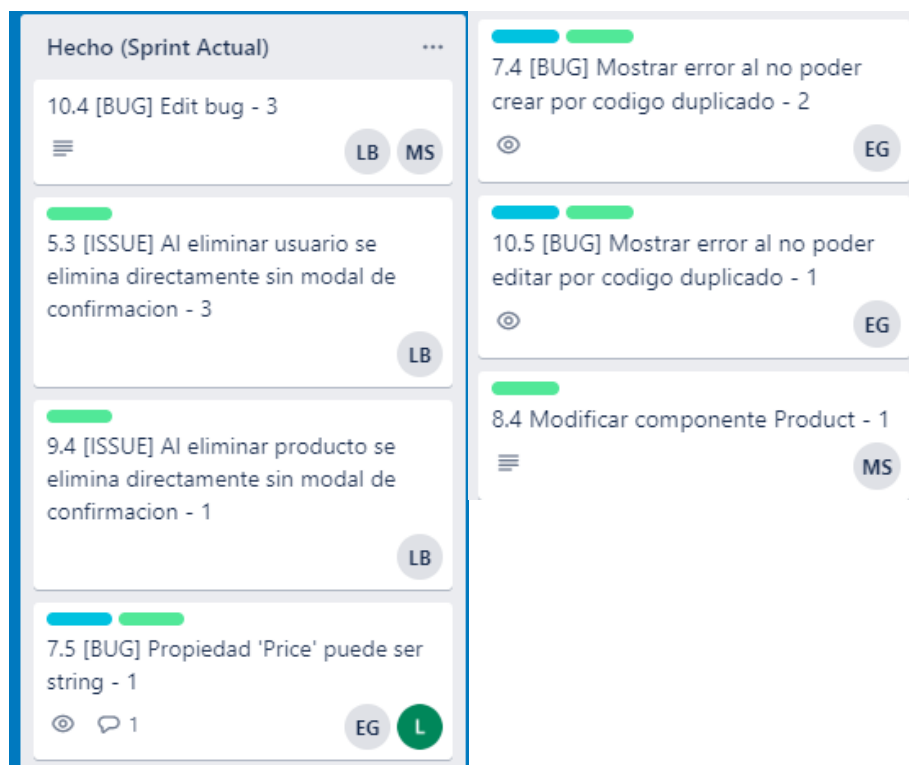 Hecho (Sprint Actual)
10.4 [BUG] Edit bug - 3
LB MS
5.3 [ISSUE] Al eliminar usuario se
elimina directamente sin modal de
confirmacion - 3
LB
9.4 [ISSUE] Al eliminar producto se
elimina directamente sin modal de
confirmacion - 1
LB
7.5 [BUG] Propiedad 'Price' puede ser
string - 1
1 EG L
7.4 [BUG] Mostrar error al no poder
crear por codigo duplicado - 2
EG
10.5 [BUG] Mostrar error al no poder
editar por codigo duplicado - 1
EG
8.4 Modificar componente Product - 1
MS